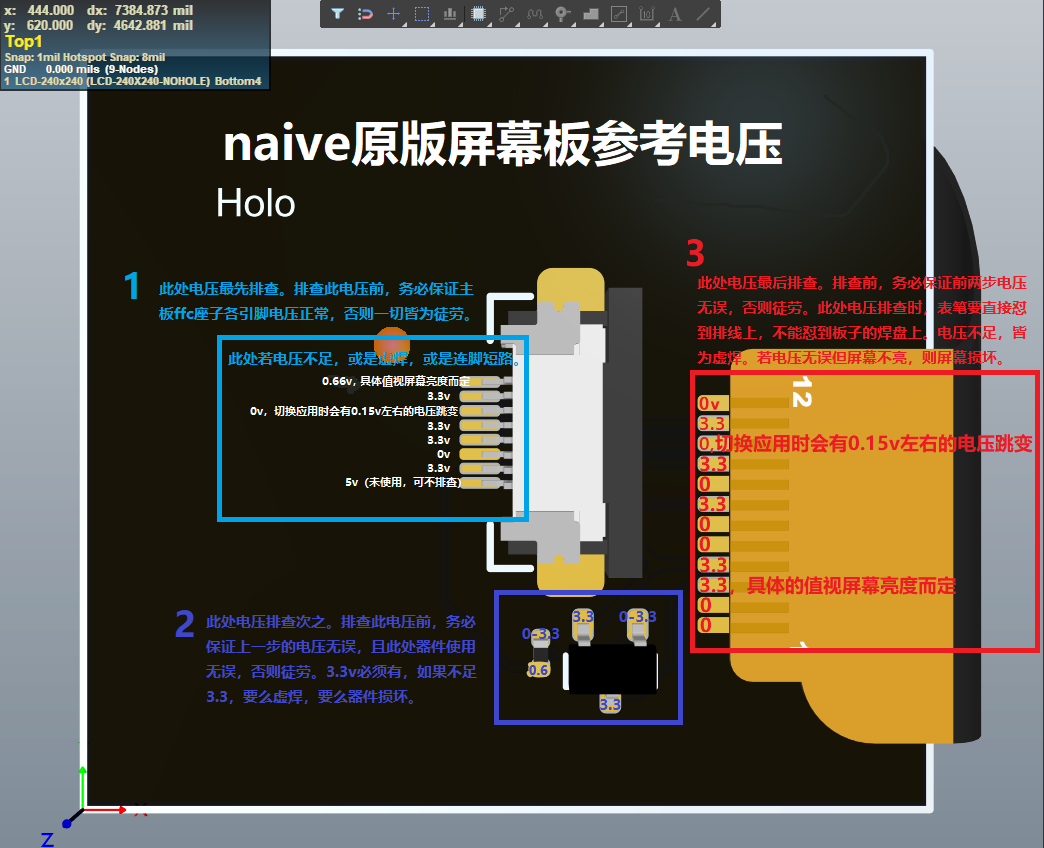 x: 444.000 dx: 7384.873 mil
y: 620.000 dy: 4642.881 mil
Top1
Snap: 1mil Hotspot Snap: 8mil
GND 0.000 mils (9-Nodes)
1 LCD-240x240 (LCD-240X240-NOHOLE) Bottom4
naive原版屏幕板参考电压
Holo
1
此处电压最先排查。排查此电压前，务必保证主
板ffc座子各引脚电压正常，否则一切皆为徒劳。
此处若电压不足，或是虚焊，或是连脚短路。
0.66v, 具体值视屏幕亮度而定
3.3v
0v，切换应用时会有0.15v左右的电压跳变
3.3v
3.3v
0v
3.3v
5v（未使用，可不排查）
2
此处电压排查次之。排查此电压前，务必
保证上一步的电压无误，且此处器件使用
无误，否则徒劳。3.3v必须有，如果不足
3.3，要么虚焊，要么器件损坏。
0-3.3
3.3
0-3.3
0.6
3.3
3
此处电压最后排查。排查前，务必保证前两步电压
无误，否则徒劳。此处电压排查时，表笔要直接怼
到排线上，不能怼到板子的焊盘上。电压不足，皆
为虚焊。若电压无误但屏幕不亮，则屏幕损坏。
12
0v
3.3
0,切换应用时会有0.15v左右的电压跳变
3.3
0
3.3
0
0
3.3
3.3，具体的值视屏幕亮度而定
0
0
X
Z